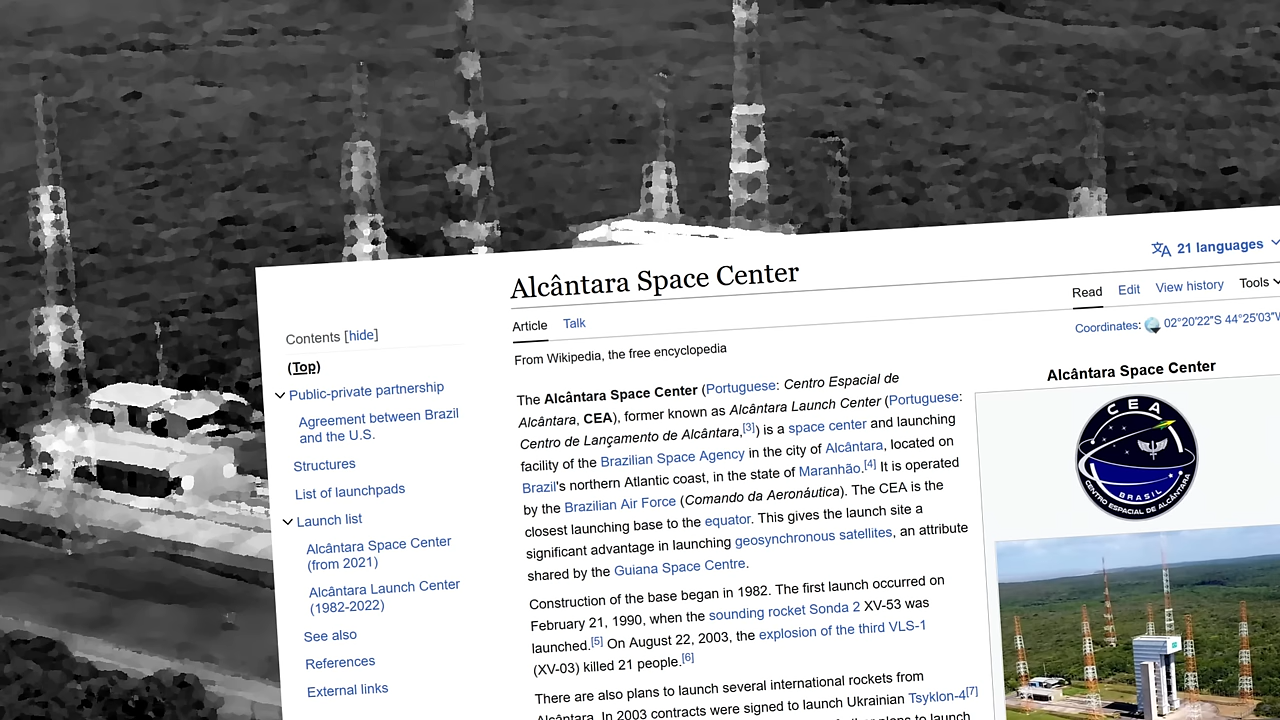 Alcântara Space Center
21 languages
Article Talk
Read Edit View history Tools
From Wikipedia, the free encyclopedia
Coordinates: 02°20′22″S 44°25′03″W
Contents [hide]
(Top)
Public-private partnership
Agreement between Brazil
and the U.S.
Structures
List of launchpads
Launch list
Alcântara Space Center
(from 2021)
Alcântara Launch Center
(1982-2022)
See also
References
External links
The Alcântara Space Center (Portuguese: Centro Espacial de
Alcântara, CEA), former known as Alcântara Launch Center (Portuguese:
Centro de Lançamento de Alcântara,[3]) is a space center and launching
facility of the Brazilian Space Agency in the city of Alcântara, located on
Brazil's northern Atlantic coast, in the state of Maranhão.[4] It is operated
by the Brazilian Air Force (Comando da Aeronáutica). The CEA is the
closest launching base to the equator. This gives the launch site a
significant advantage in launching geosynchronous satellites, an attribute
shared by the Guiana Space Centre.
Construction of the base began in 1982. The first launch occurred on
February 21, 1990, when the sounding rocket Sonda 2 XV-53 was
launched.[5] On August 22, 2003, the explosion of the third VLS-1
(XV-03) killed 21 people.[6]
There are also plans to launch several international rockets from
Alcântara. In 2003 contracts were signed to launch Ukrainian Tsyklon-4[7]
plans to launch
Alcântara Space Center
CEA
BRASIL
CENTRO ESPACIAL DE ALCÂNTARA